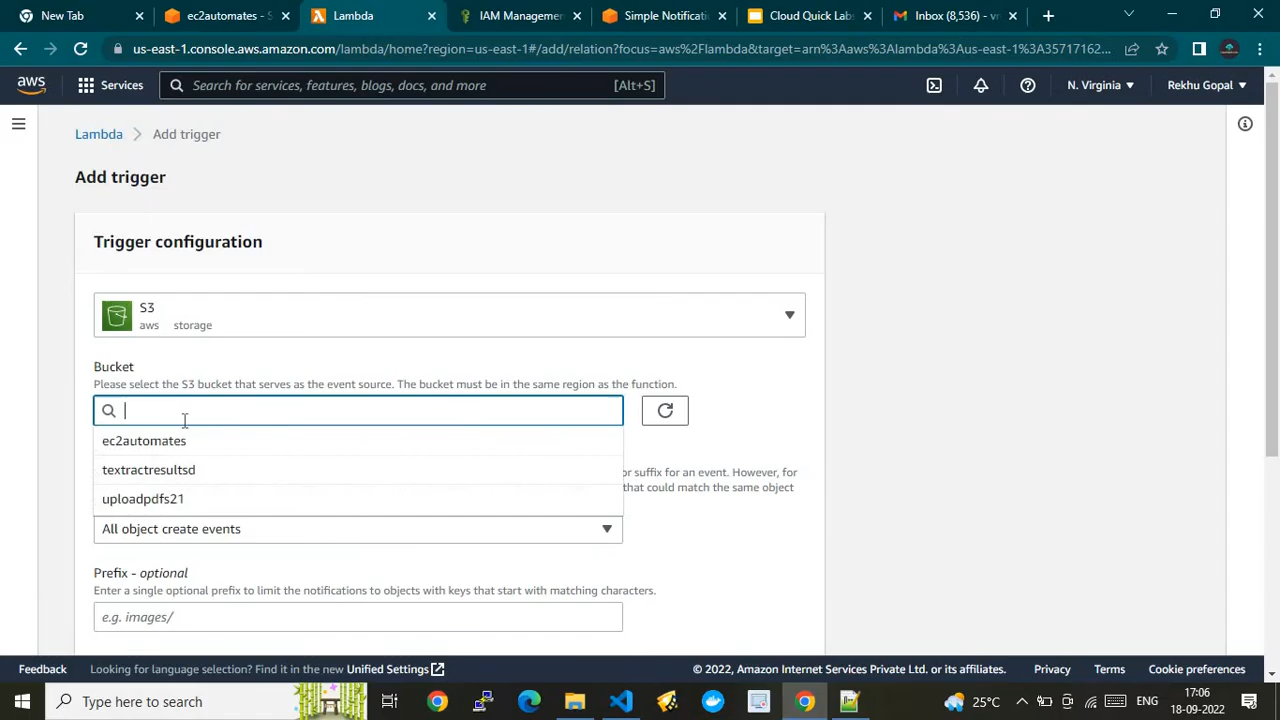 New Tab
ec2automates - S
Lambda
IAM Managemen
Simple Notificati
Cloud Quick Labs
Inbox (8,536) - vr
us-east-1.console.aws.amazon.com/lambda/home?region=us-east-1#/add/relation?focus=aws%2Flambda&target=arn%3Aaws%3Alambda%3Aus-east-1%3A35717162...
aws
Services
Search for services, features, blogs, docs, and more
[Alt+S]
N. Virginia
Rekhu Gopal
Lambda
Add trigger
Add trigger
Trigger configuration
S3
aws storage
Bucket
Please select the S3 bucket that serves as the event source. The bucket must be in the same region as the function.
ec2automates
textractresultsd
or suffix for an event. However, for
that could match the same object
uploadpdfs21
All object create events
Prefix - optional
Enter a single optional prefix to limit the notifications to objects with keys that start with matching characters.
e.g. images/
Feedback
Looking for language selection? Find it in the new Unified Settings
© 2022, Amazon Internet Services Private Ltd. or its affiliates.
Privacy
Terms
Cookie preferences
Type here to search
25°C
ENG
17:06
18-09-2022